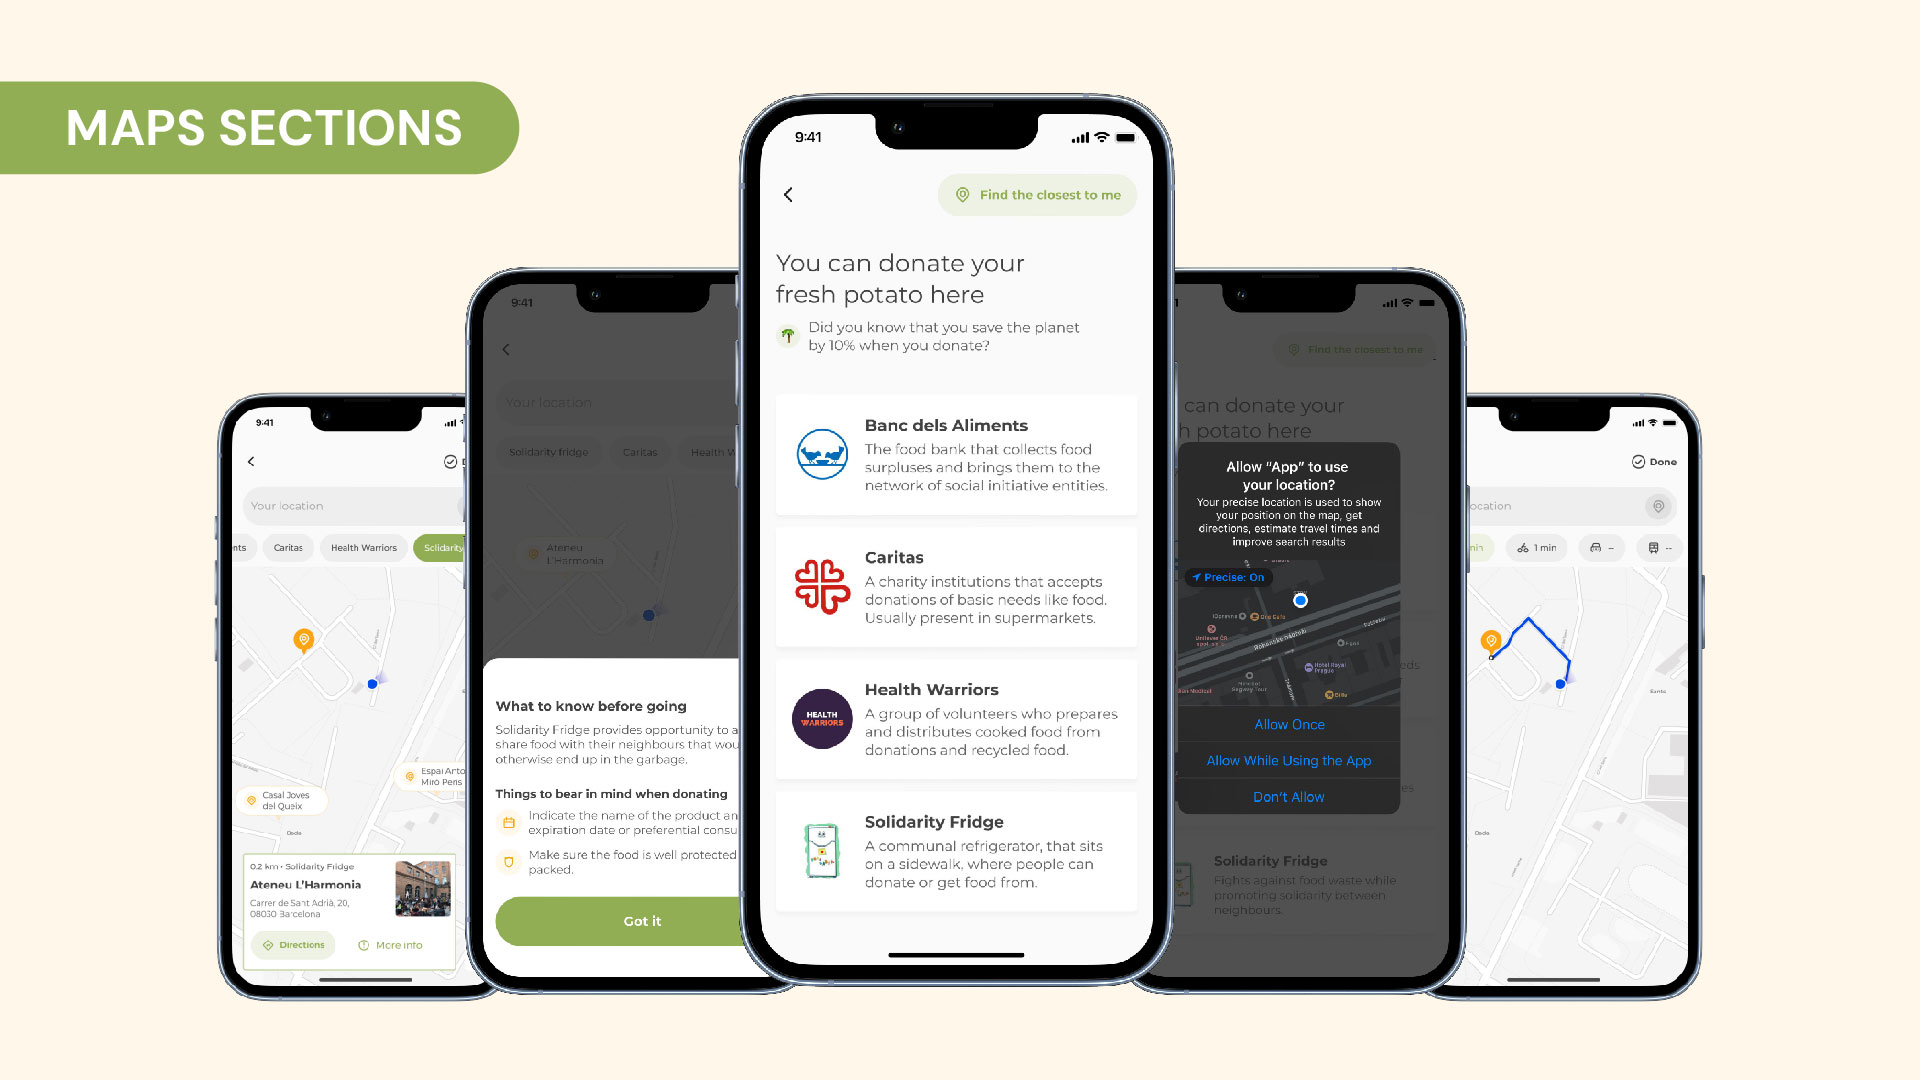 MAPS SECTIONS
9:41
Your location
Caritas
Health Warriors
Solidarity
Espai Anto
Miró Peris
Casal Joves
del Queix
0.2 km • Solidarity Fridge
Ateneu L'Harmonia
Carrer de Sant Adrià, 20,
Barcelona
Directions
More info
9:41
Your location
Solidarity fridge
Caritas
Health W
Ateneu
L'Harmonia
What to know before going
Solidarity Fridge provides opportunity to a
share food with their neighbours that wou
otherwise end up in the garbage.
Things to bear in mind when donating
Indicate the name of the product an
expiration date or preferential consu
Make sure the food is well protected
packed.
Got it
9:41
Find the closest to me
You can donate your
fresh potato here
Did you know that you save the planet
by 10% when you donate?
Banc dels Aliments
The food bank that collects food
surpluses and brings them to the
network of social initiative entities.
Caritas
A charity institutions that accepts
donations of basic needs like food.
Usually present in supermarkets.
HEALTH
WARRIORS
Health Warriors
A group of volunteers who prepares
and distributes cooked food from
donations and recycled food.
Solidarity Fridge
A communal refrigerator, that sits
on a sidewalk, where people can
donate or get food from.
Find the closest to me
can donate your
h potato here
Allow “App” to use
your location?
Your precise location is used to show
your position on the map, get
directions, estimate travel times and
improve search results
Precise: On
Hotel Royal
Prague
Billa
Allow Once
Allow While Using the App
Don't Allow
Solidarity Fridge
Fights against food waste while
promoting solidarity between
neighbours.
Done
ocation
min
1 min
--
--